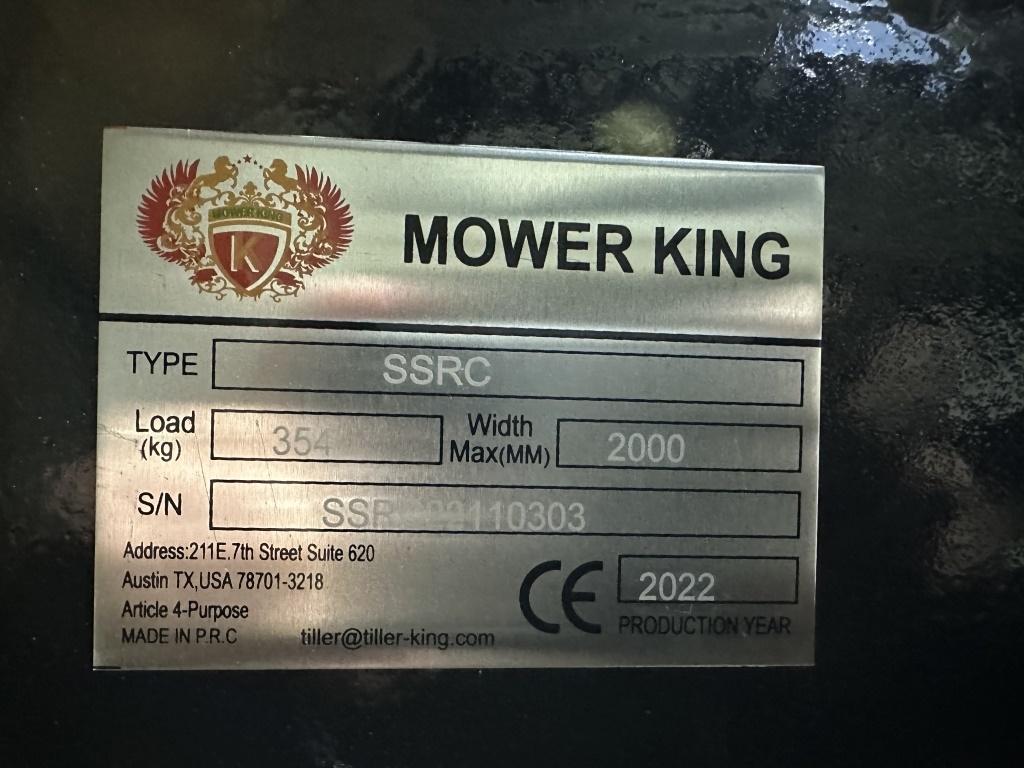 MOWER KING
K
MOWER KING
TYPE SSRC
Load (kg) 354 Width Max(MM) 2000
S/N
Address:211E.7th Street Suite 620
Austin TX,USA 78701-3218
Article 4-Purpose
MADE IN P.R.C tiller@tiller-king.com
CE 2022
PRODUCTION YEAR